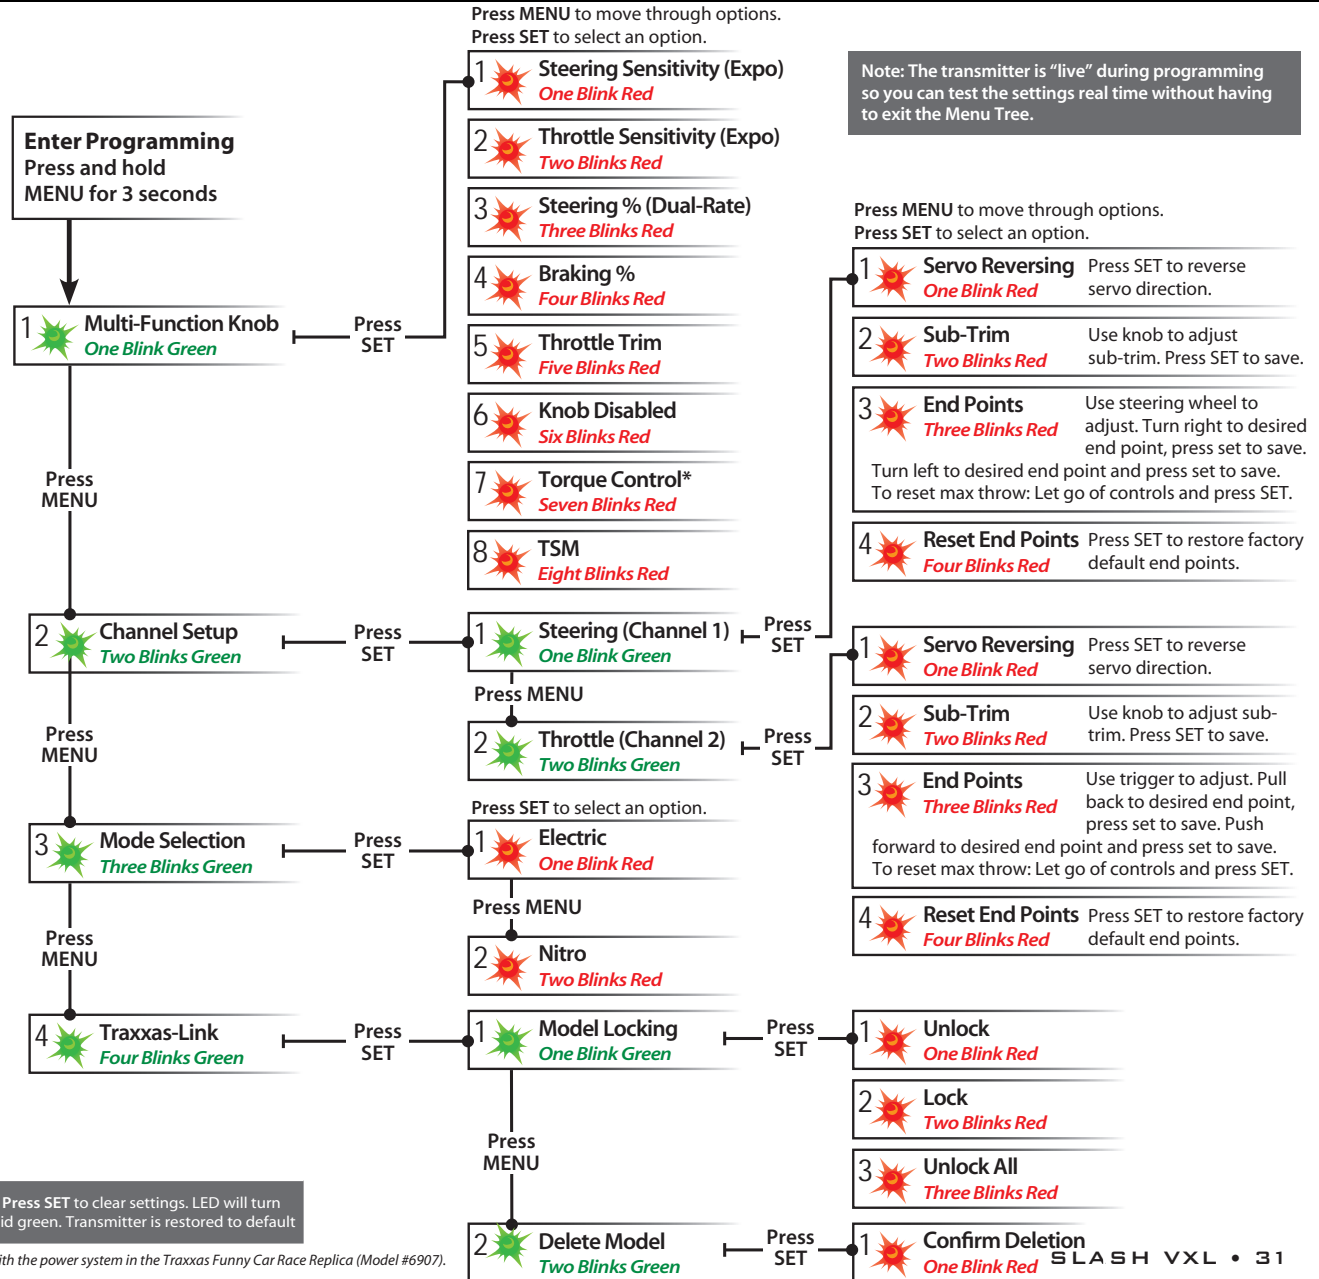 Press MENU to move through options.
Press SET to select an option.
Note: The transmitter is “live” during programming
so you can test the settings real time without having
to exit the Menu Tree.
Enter Programming
Press and hold
MENU for 3 seconds
1 Multi-Function Knob
One Blink Green
Press
SET
1 Steering Sensitivity (Expo)
One Blink Red
2 Throttle Sensitivity (Expo)
Two Blinks Red
3 Steering % (Dual-Rate)
Three Blinks Red
4 Braking %
Four Blinks Red
5 Throttle Trim
Five Blinks Red
6 Knob Disabled
Six Blinks Red
7 Torque Control*
Seven Blinks Red
8 TSM
Eight Blinks Red
Press
MENU
2 Channel Setup
Two Blinks Green
Press
SET
1 Steering (Channel 1)
One Blink Green
Press
SET
Press MENU
2 Throttle (Channel 2)
Two Blinks Green
Press
SET
Press MENU to move through options.
Press SET to select an option.
1 Servo Reversing Press SET to reverse
One Blink Red servo direction.
2 Sub-Trim Use knob to adjust
Two Blinks Red sub-trim. Press SET to save.
3 End Points Use steering wheel to
Three Blinks Red adjust. Turn right to desired
end point, press set to save.
Turn left to desired end point and press set to save.
To reset max throw: Let go of controls and press SET.
4 Reset End Points Press SET to restore factory
Four Blinks Red default end points.
1 Servo Reversing Press SET to reverse
One Blink Red servo direction.
2 Sub-Trim Use knob to adjust sub-
Two Blinks Red trim. Press SET to save.
3 End Points Use trigger to adjust. Pull
Three Blinks Red back to desired end point,
press set to save. Push
forward to desired end point and press set to save.
To reset max throw: Let go of controls and press SET.
4 Reset End Points Press SET to restore factory
Four Blinks Red default end points.
Press
MENU
3 Mode Selection
Three Blinks Green
Press
SET
Press SET to select an option.
1 Electric
One Blink Red
Press MENU
2 Nitro
Two Blinks Red
Press
MENU
4 Traxxas-Link
Four Blinks Green
Press
SET
1 Model Locking
One Blink Green
Press
SET
1 Unlock
One Blink Red
2 Lock
Two Blinks Red
3 Unlock All
Three Blinks Red
Press
MENU
2 Delete Model
Two Blinks Green
Press
SET
1 Confirm Deletion
One Blink Red
Press SET to clear settings. LED will turn
id green. Transmitter is restored to default
ith the power system in the Traxxas Funny Car Race Replica (Model #6907).
SLASH VXL • 31